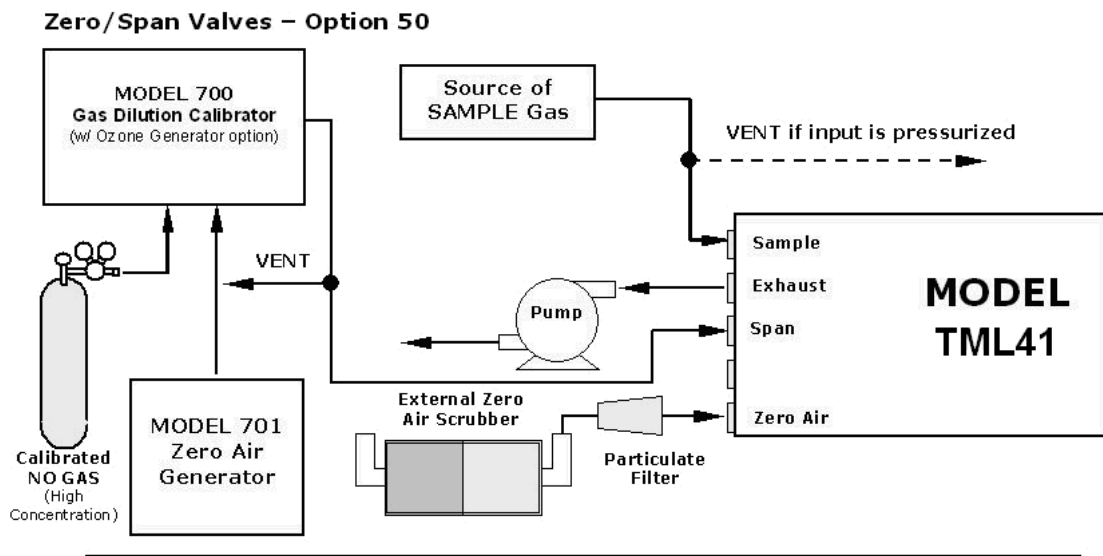 Zero/Span Valves – Option 50
MODEL 700
Gas Dilution Calibrator
(w/ Ozone Generator option)
Source of
SAMPLE Gas
VENT if input is pressurized
VENT
Sample
Exhaust
Span
Zero Air
MODEL
TML41
Pump
External Zero
Air Scrubber
Particulate
Filter
MODEL 701
Zero Air
Generator
Calibrated
NO GAS
(High
Concentration)